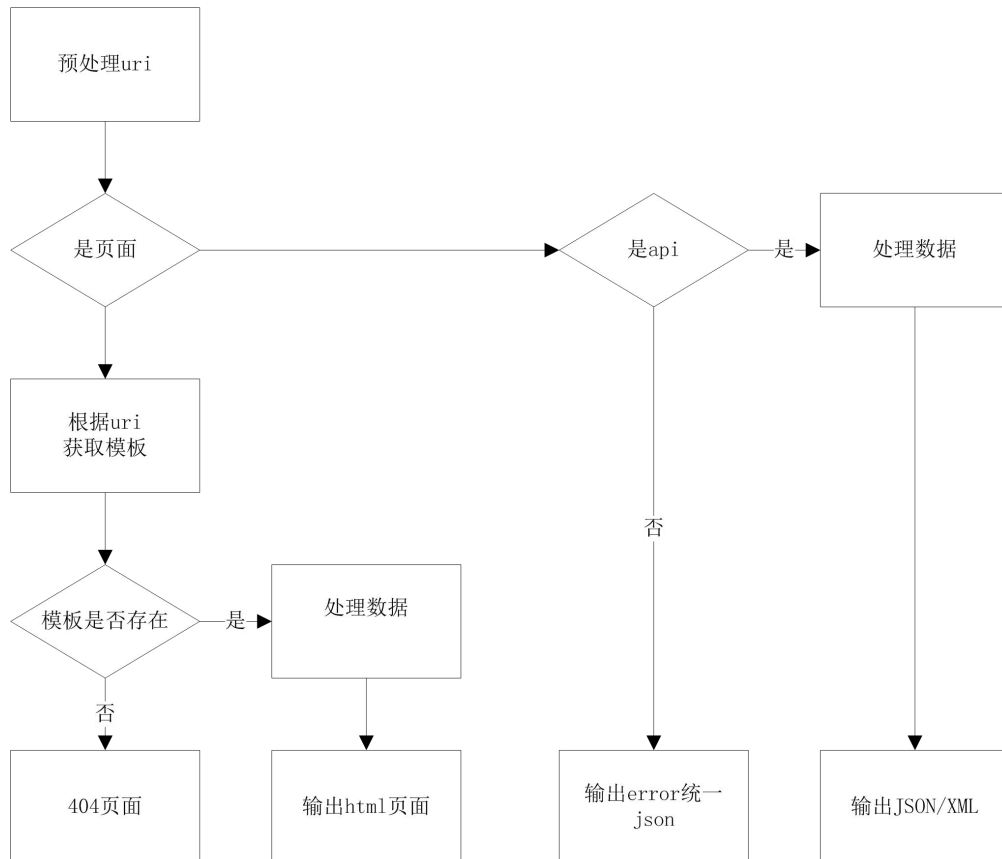 预处理uri
是页面
是api
是
处理数据
根据uri
获取模板
否
模板是否存在
是
处理数据
否
404页面
输出html页面
输出error统一
json
输出JSON/XML